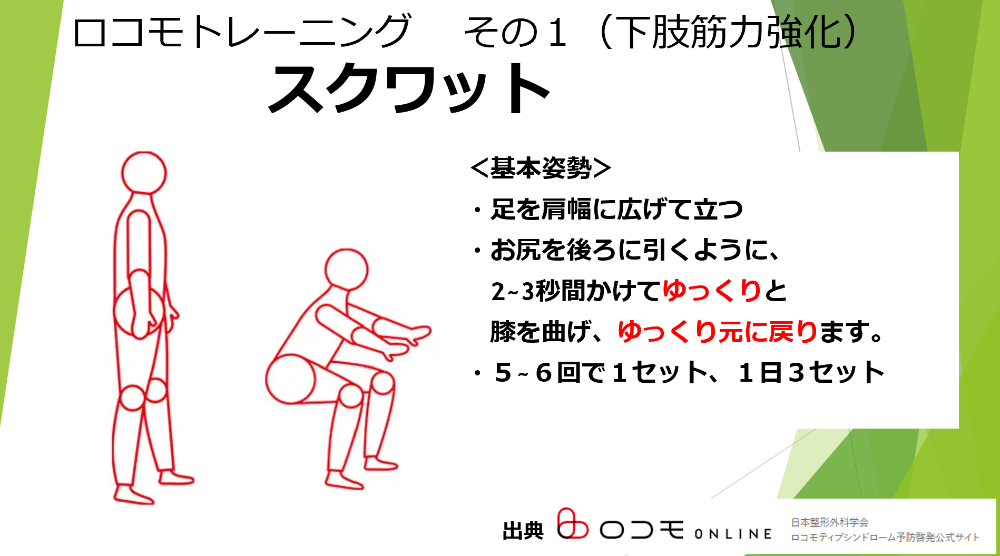 ロコモトレーニング　その１（下肢筋力強化）
スクワット
＜基本姿勢＞
・足を肩幅に広げて立つ
・お尻を後ろに引くように、
2~3秒間かけてゆっくりと
膝を曲げ、ゆっくり元に戻ります。
・５~６回で１セット、１日３セット
出典 ロコモ ONLINE
日本整形外科学会
ロコモティブシンドローム予防啓発公式サイト